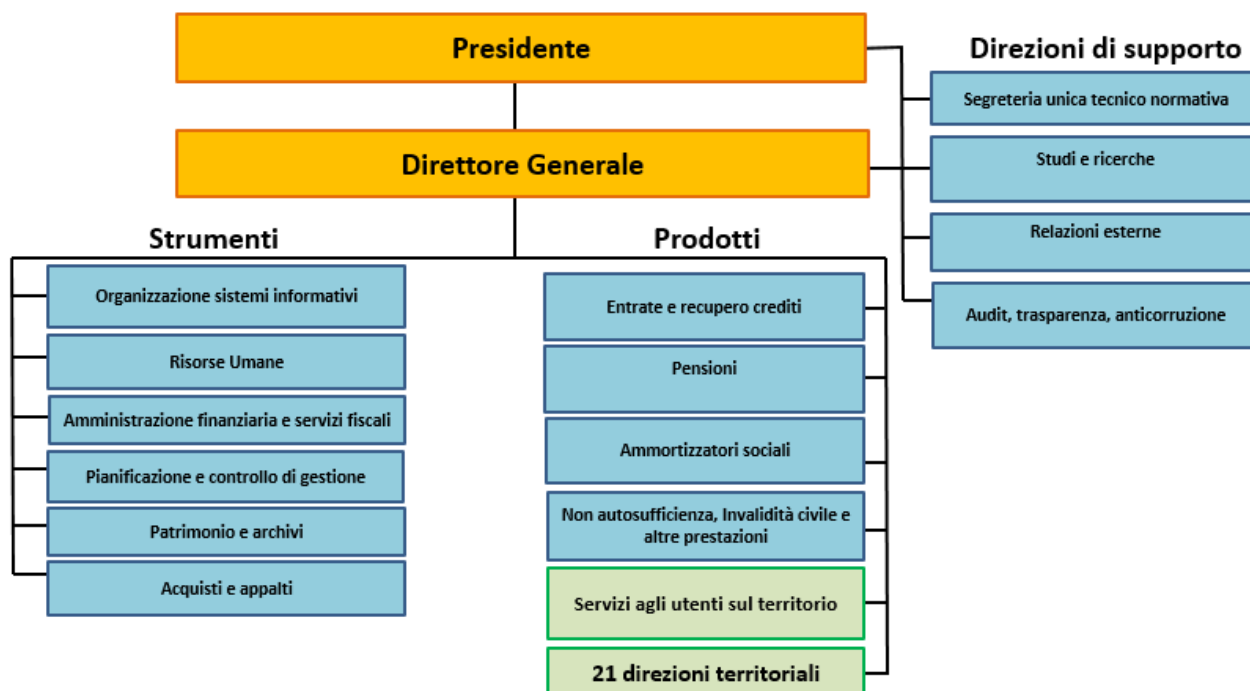 Presidente
Direttore Generale
Direzioni di supporto
Segreteria unica tecnico normativa
Studi e ricerche
Relazioni esterne
Audit, trasparenza, anticorruzione
Strumenti
Organizzazione sistemi informativi
Risorse Umane
Amministrazione finanziaria e servizi fiscali
Pianificazione e controllo di gestione
Patrimonio e archivi
Acquisti e appalti
Prodotti
Entrate e recupero crediti
Pensioni
Ammortizzatori sociali
Non autosufficienza, Invalidità civile e
altre prestazioni
Servizi agli utenti sul territorio
21 direzioni territoriali